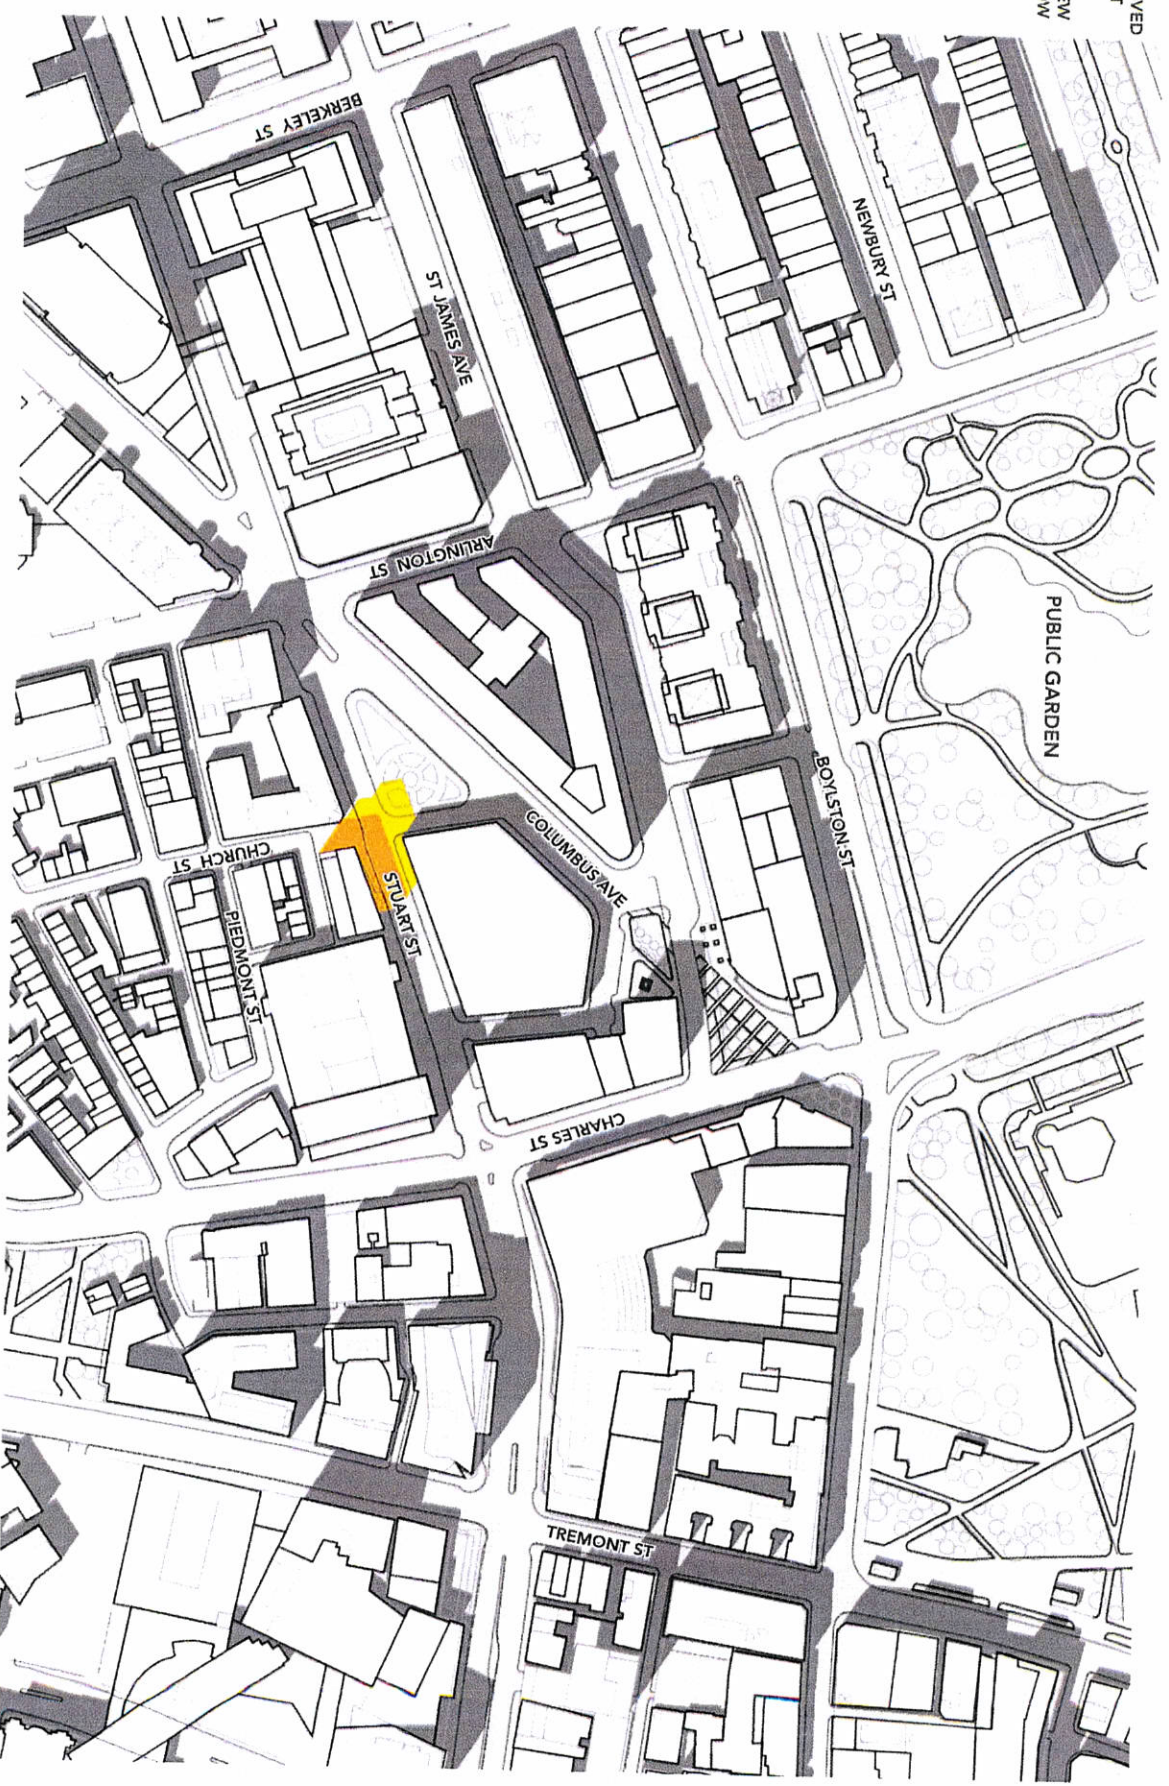 VED
T
EW
OW
BERKELEY ST
NEWBURY ST
ST JAMES AVE
ARLINGTON ST
PUBLIC GARDEN
BOYLSTON ST
COLUMBUS AVE
CHURCH ST
STUART ST
PIEDMONT ST
CHARLES ST
TREMONT ST